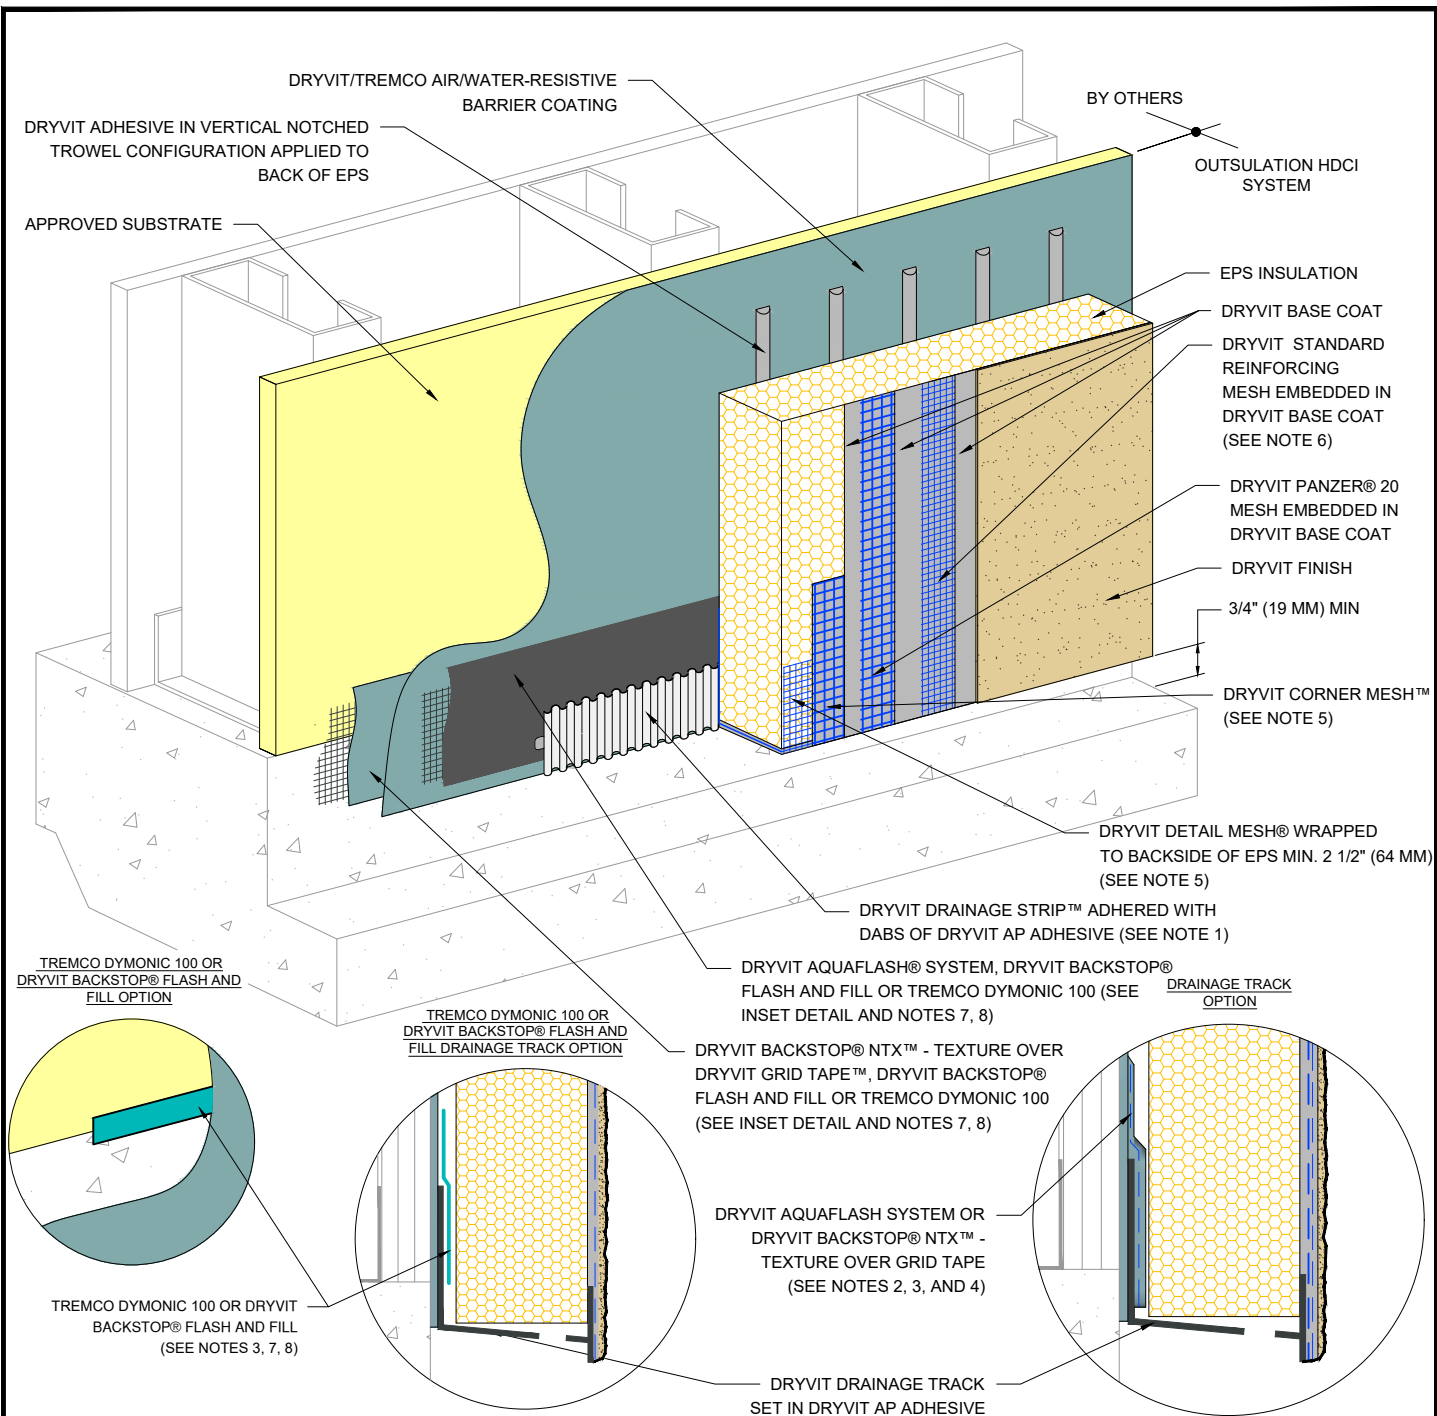 DRYVIT/TREMCO AIR/WATER-RESISTIVE
BARRIER COATING
DRYVIT ADHESIVE IN VERTICAL NOTCHED
TROWEL CONFIGURATION APPLIED TO
BACK OF EPS
APPROVED SUBSTRATE
BY OTHERS
OUTSULATION HDCI
SYSTEM
EPS INSULATION
DRYVIT BASE COAT
DRYVIT STANDARD
REINFORCING
MESH EMBEDDED IN
DRYVIT BASE COAT
(SEE NOTE 6)
DRYVIT PANZER® 20
MESH EMBEDDED IN
DRYVIT BASE COAT
DRYVIT FINISH
3/4" (19 MM) MIN
DRYVIT CORNER MESH™
(SEE NOTE 5)
DRYVIT DETAIL MESH® WRAPPED
TO BACKSIDE OF EPS MIN. 2 1/2" (64 MM)
(SEE NOTE 5)
DRYVIT DRAINAGE STRIP™ ADHERED WITH
DABS OF DRYVIT AP ADHESIVE (SEE NOTE 1)
DRYVIT AQUAFLASH® SYSTEM, DRYVIT BACKSTOP®
FLASH AND FILL OR TREMCO DYMONIC 100 (SEE
INSET DETAIL AND NOTES 7, 8)
DRYVIT BACKSTOP® NTX™ - TEXTURE OVER
DRYVIT GRID TAPE™, DRYVIT BACKSTOP®
FLASH AND FILL OR TREMCO DYMONIC 100
(SEE INSET DETAIL AND NOTES 7, 8)
TREMCO DYMONIC 100 OR
DRYVIT BACKSTOP® FLASH AND
FILL OPTION
TREMCO DYMONIC 100 OR
DRYVIT BACKSTOP® FLASH AND
FILL DRAINAGE TRACK OPTION
DRAINAGE TRACK
OPTION
DRYVIT AQUAFLASH SYSTEM OR
DRYVIT BACKSTOP® NTX™ -
TEXTURE OVER GRID TAPE
(SEE NOTES 2, 3, AND 4)
TREMCO DYMONIC 100 OR DRYVIT
BACKSTOP® FLASH AND FILL
(SEE NOTES 3, 7, 8)
DRYVIT DRAINAGE TRACK
SET IN DRYVIT AP ADHESIVE